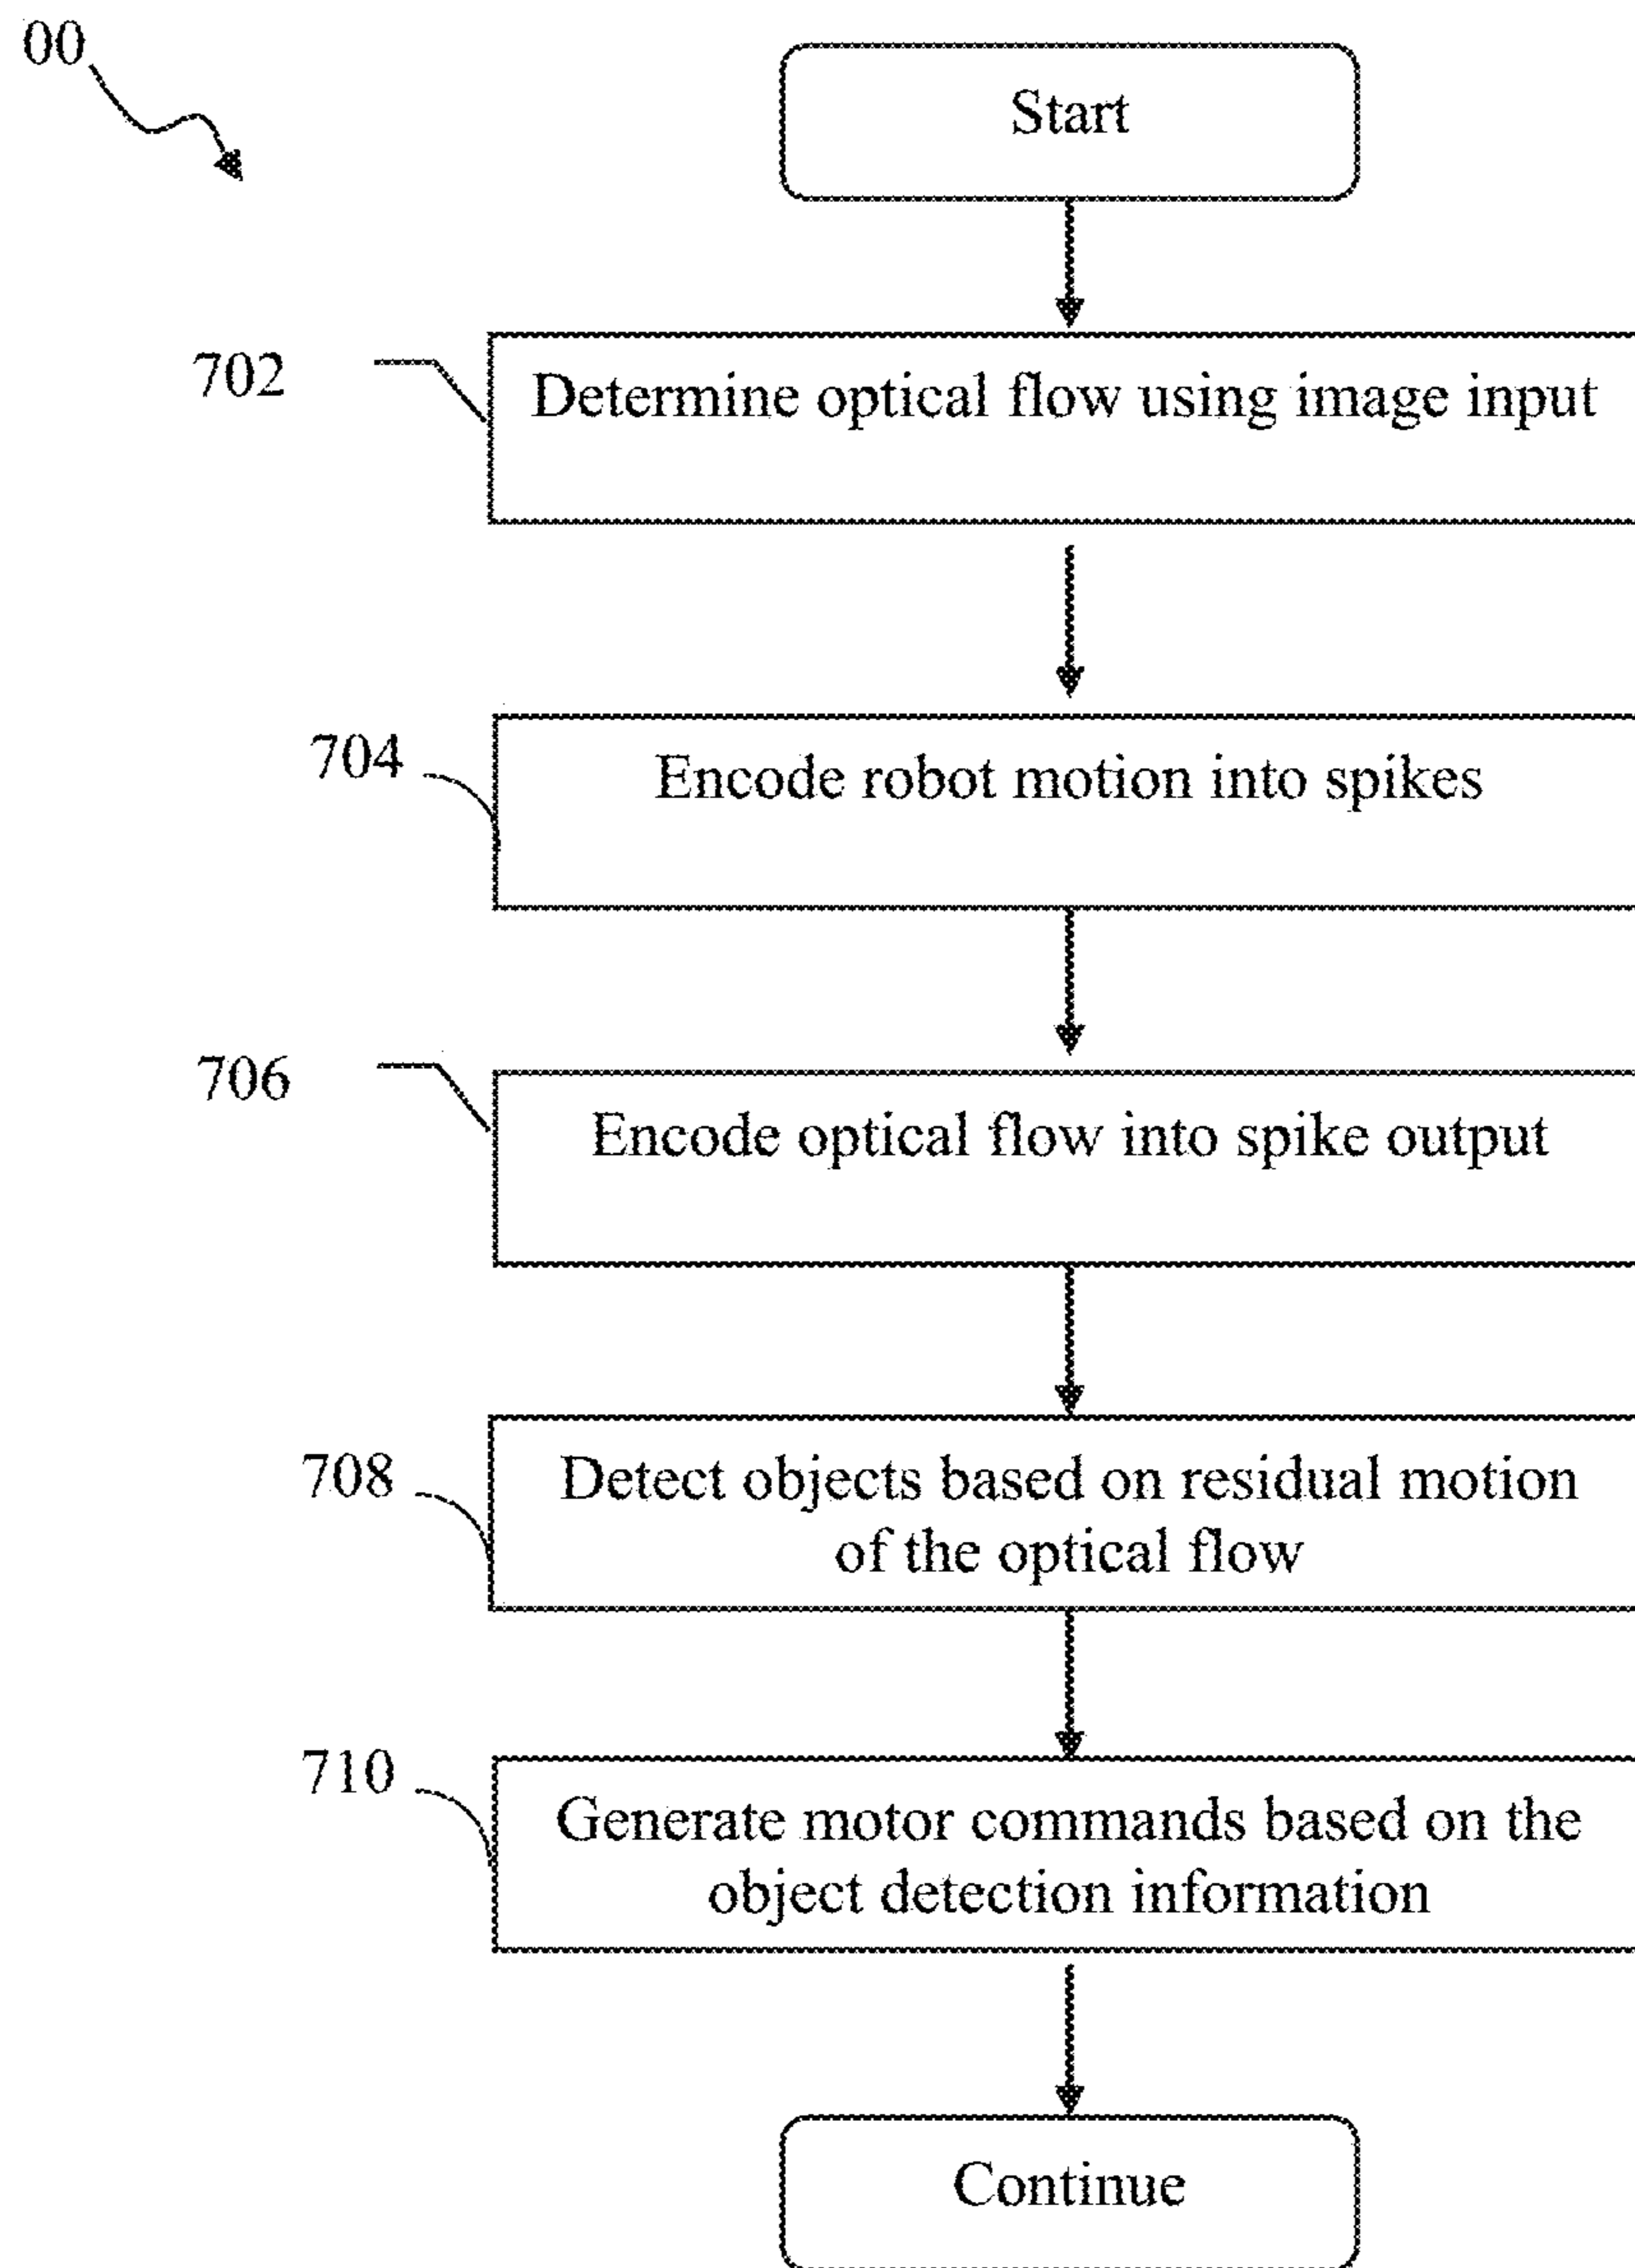 00
Start
702
Determine optical flow using image input
704
Encode robot motion into spikes
706
Encode optical flow into spike output
708
Detect objects based on residual motion
of the optical flow
710
Generate motor commands based on the
object detection information
Continue